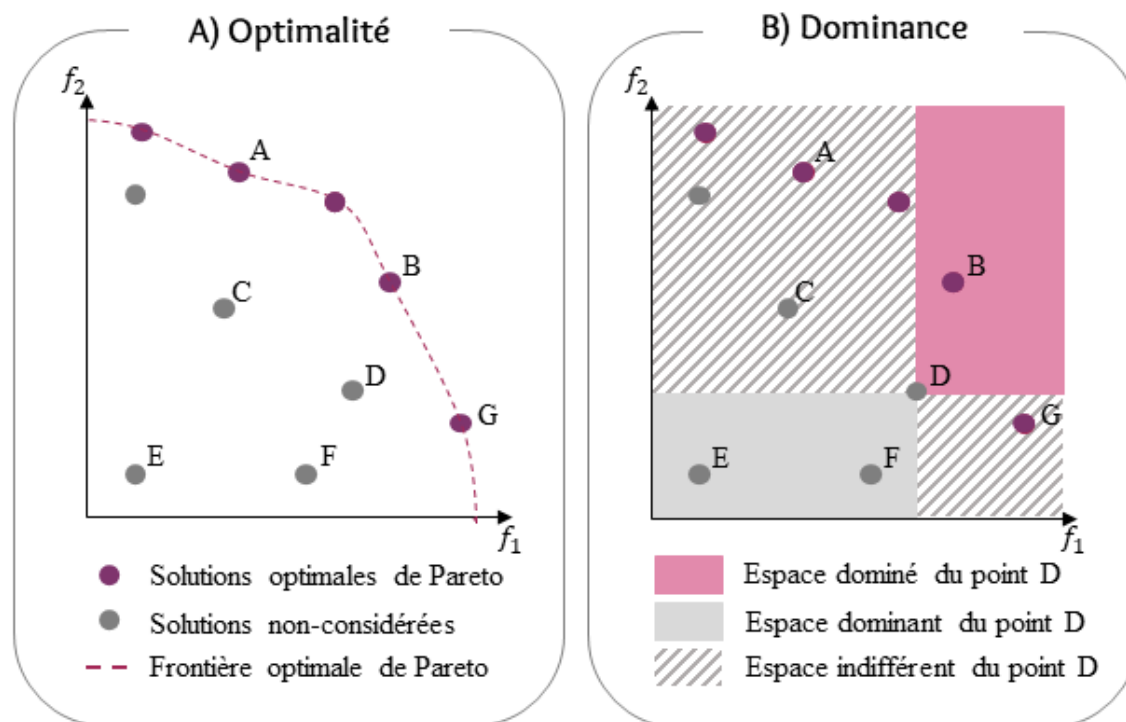 A) Optimalité
f₂
A
B
C
D
G
E
F
f₁
Solutions optimales de Pareto
Solutions non-considérées
Frontière optimale de Pareto
B) Dominance
f₂
A
B
C
D
G
E
F
f₁
Espace dominé du point D
Espace dominant du point D
Espace indifférent du point D